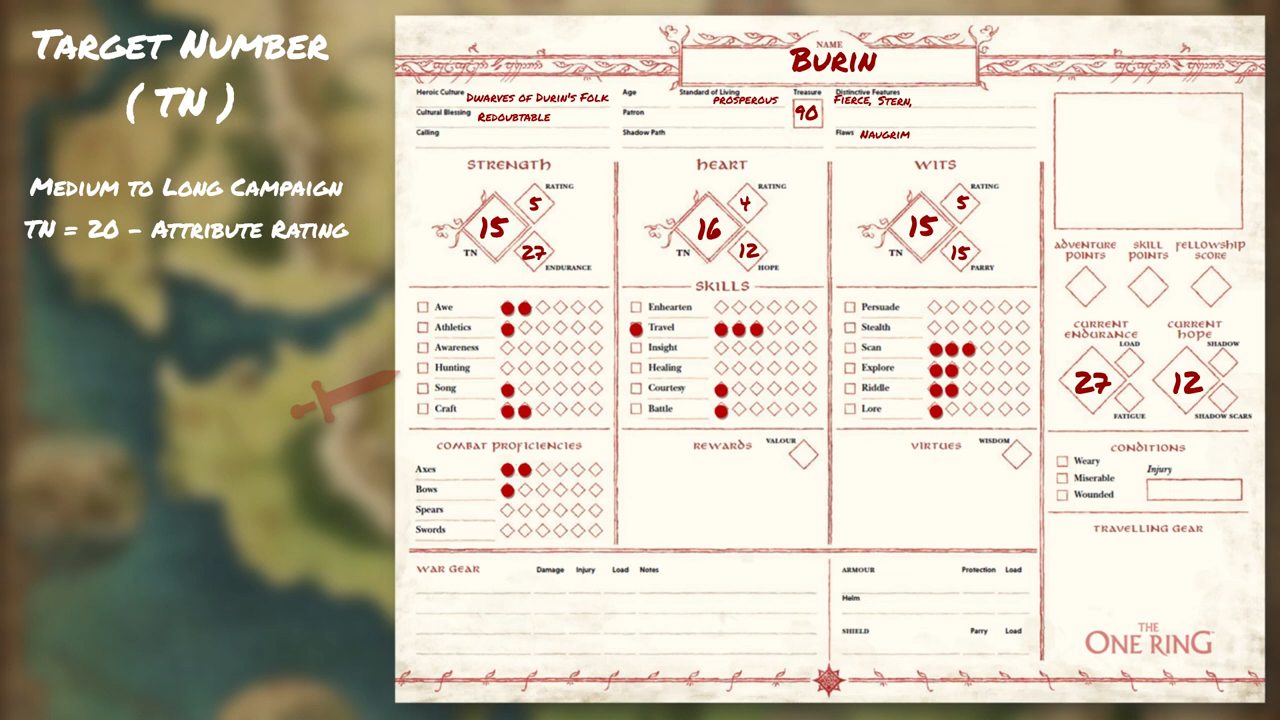 Target Number
( TN )
Medium to Long Campaign
TN = 20 - Attribute Rating
NAME
Burin
Heroic Culture Dwarves of Durin's Folk
Age
Standard of Living prosperous
Treasure
90
Distinctive Features Fierce, Stern,
Cultural Blessing Redoubtable
Patron
Calling
Shadow Path
Flaws Naugrim
STRENGTH
RATING
5
15
TN
27
ENDURANCE
HEART
RATING
4
16
TN
12
HOPE
WITS
RATING
5
15
TN
15
PARRY
SKILLS
Awe
Athletics
Awareness
Hunting
Song
Craft
Enhearten
Travel
Insight
Healing
Courtesy
Battle
Persuade
Stealth
Scan
Explore
Riddle
Lore
COMBAT PROFICIENCIES
Axes
Bows
Spears
Swords
REWARDS
VALOUR
VIRTUES
WISDOM
WAR GEAR
Damage Injury Load Notes
ARMOUR Protection Load
Helm
SHIELD Parry Load
ADVENTURE
POINTS
SKILL
POINTS
FELLOWSHIP
SCORE
CURRENT
ENDURANCE
LOAD
27
FATIGUE
CURRENT
HOPE
SHADOW
12
SHADOW SCARS
CONDITIONS
Weary
Miserable
Wounded
Injury
TRAVELLING GEAR
THE
ONE RING